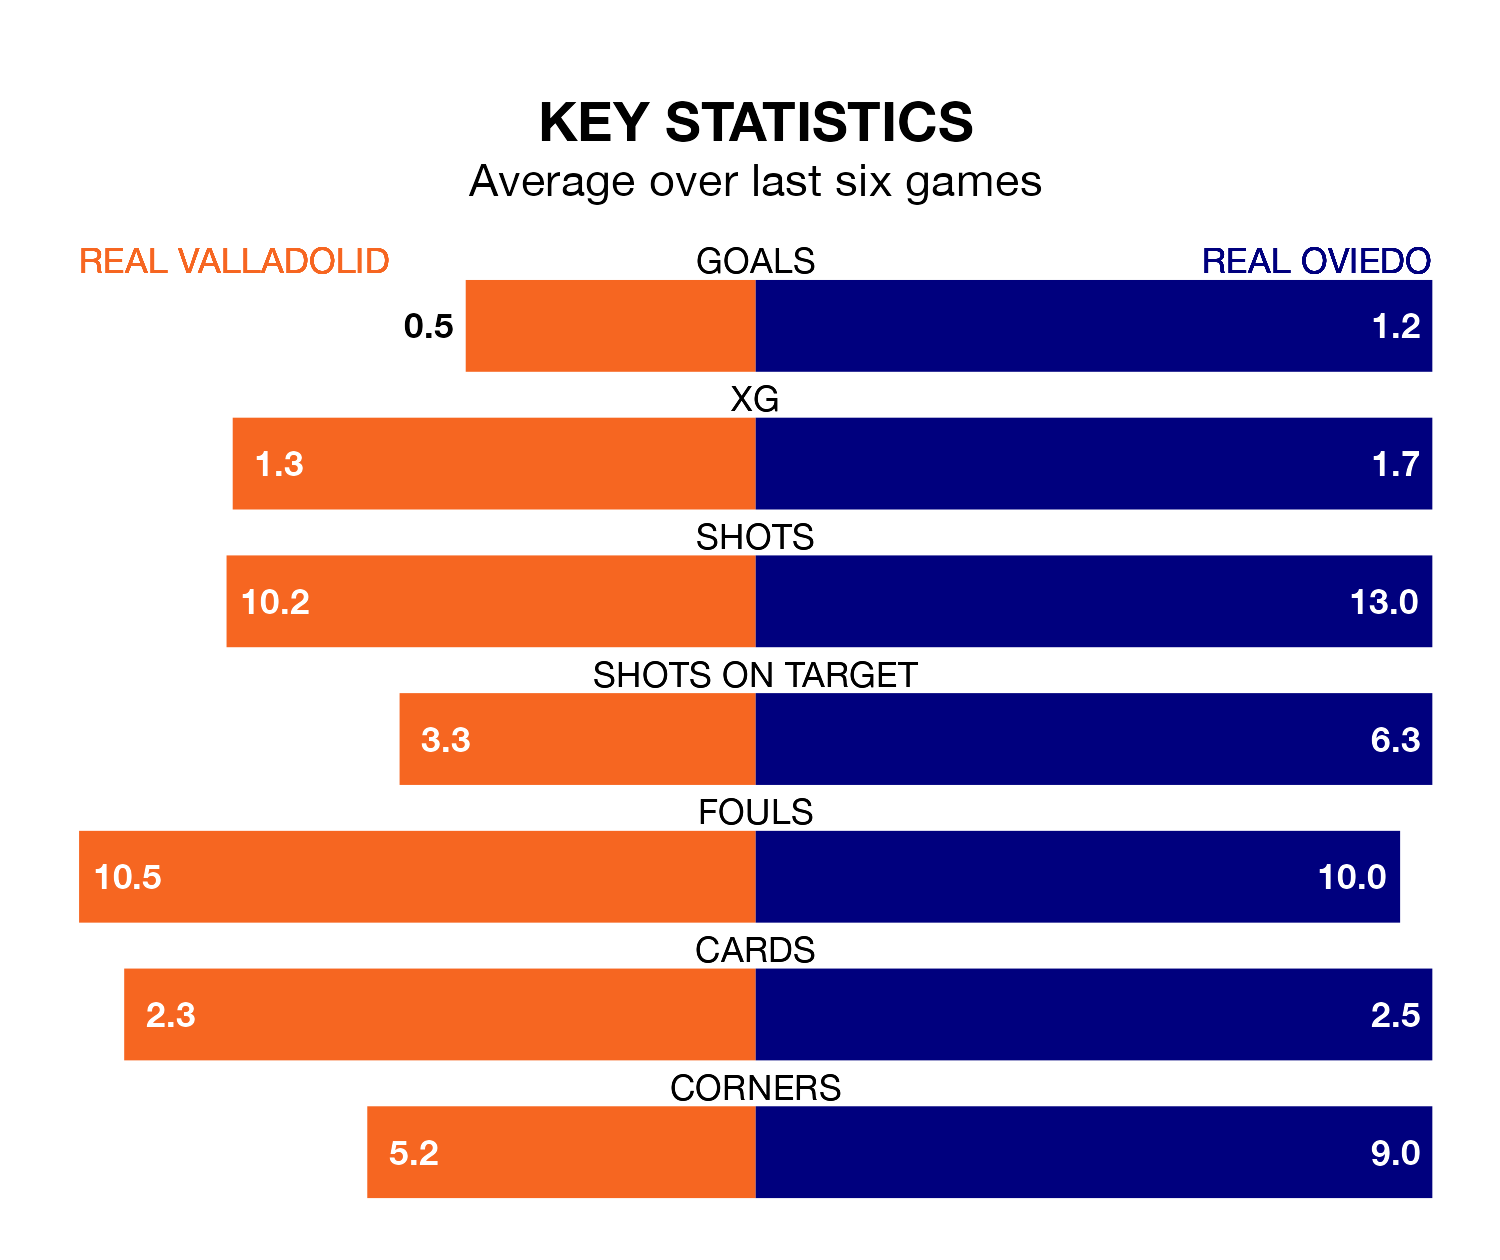 KEY STATISTICS
Average over last six games
REAL VALLADOLID GOALS REAL OVIEDO
0.5 1.2
XG
1.3 1.7
SHOTS
10.2 13.0
SHOTS ON TARGET
3.3 6.3
FOULS
10.5 10.0
CARDS
2.3 2.5
CORNERS
5.2 9.0